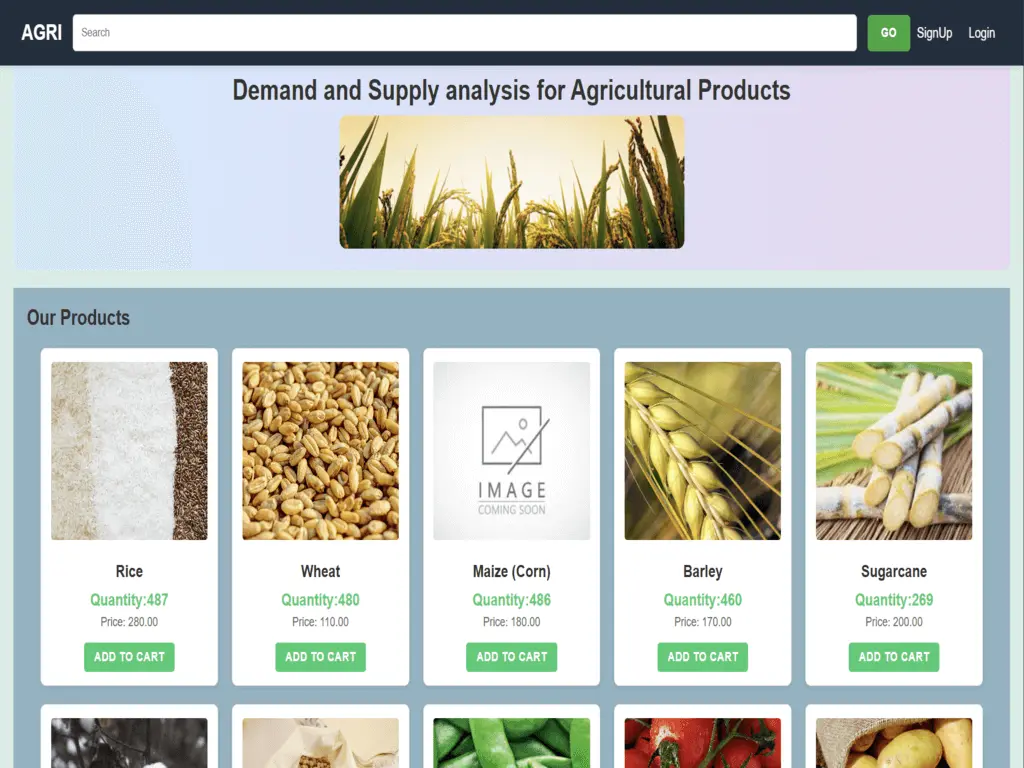 AGRI Search GO SignUp Login
Demand and Supply analysis for Agricultural Products
Our Products
IMAGE
COMING SOON
Rice Wheat Maize (Corn) Barley Sugarcane
Quantity:487 Quantity:480 Quantity:486 Quantity:460 Quantity:269
Price: 280.00 Price: 110.00 Price: 180.00 Price: 170.00 Price: 200.00
ADD TO CART ADD TO CART ADD TO CART ADD TO CART ADD TO CART